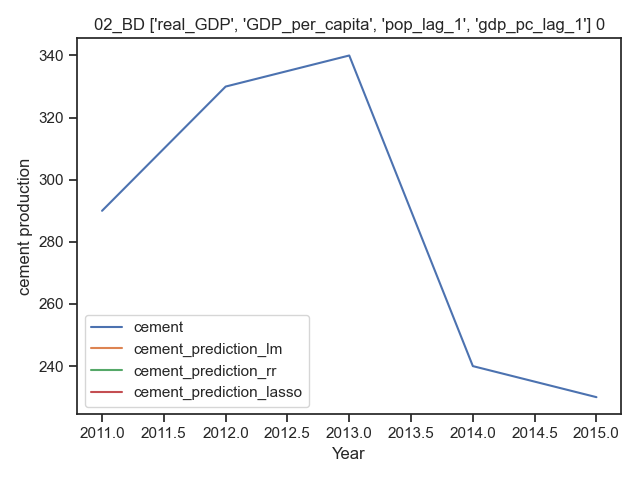 02_BD ['real_GDP', 'GDP_per_capita', 'pop_lag_1', 'gdp_pc_lag_1'] 0
340
320
300
280
260
240
cement production
cement
cement_prediction_lm
cement_prediction_rr
cement_prediction_lasso
2011.0 2011.5 2012.0 2012.5 2013.0 2013.5 2014.0 2014.5 2015.0
Year